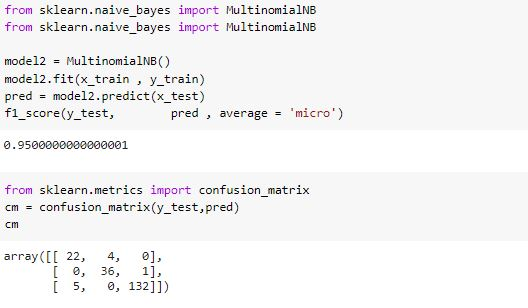 from sklearn.naive_bayes import MultinomialNB
from sklearn.naive_bayes import MultinomialNB
model2 = MultinomialNB()
model2.fit(x_train , y_train)
pred = model2.predict(x_test)
f1_score(y_test,        pred , average = 'micro')
0.9500000000000001
from sklearn.metrics import confusion_matrix
cm = confusion_matrix(y_test,pred)
cm
array([[ 22,   4,   0],
       [  0,  36,   1],
       [  5,   0, 132]])